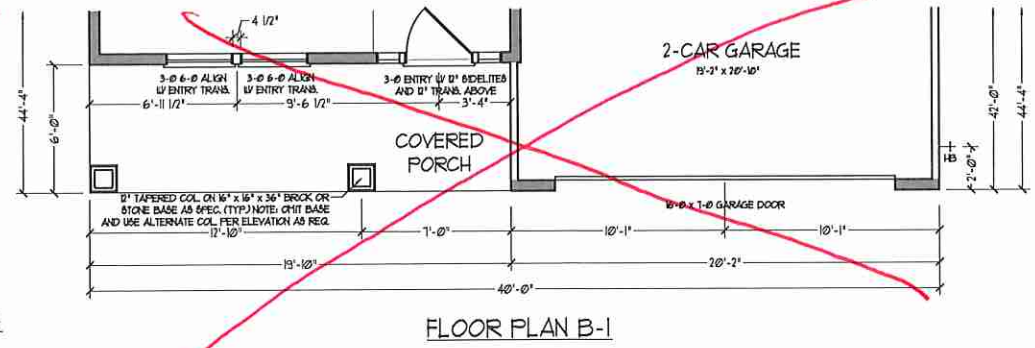 4 1/2"
2-CAR GARAGE
19'-2" x 20'-10"
3-0 6-0 ALIGN
W/ ENTRY TRANS.
3-0 6-0 ALIGN
W/ ENTRY TRANS.
3-0 ENTRY W/ 12" SIDELITES
AND 12" TRANS. ABOVE
6'-11 1/2"
9'-6 1/2"
3'-4"
44'-4"
6'-0"
COVERED
PORCH
42'-0"
44'-4"
HB
2'-0"
12" TAPERED COL. ON 16" x 16" x 36" BRICK OR
STONE BASE AS SPEC. (TYP.) NOTE: OMIT BASE
AND USE ALTERNATE COL. PER ELEVATION AS REQ.
16-0 x 7-0 GARAGE DOOR
12'-10"
7'-0"
10'-1"
10'-1"
19'-10"
20'-2"
40'-0"
FLOOR PLAN B-1